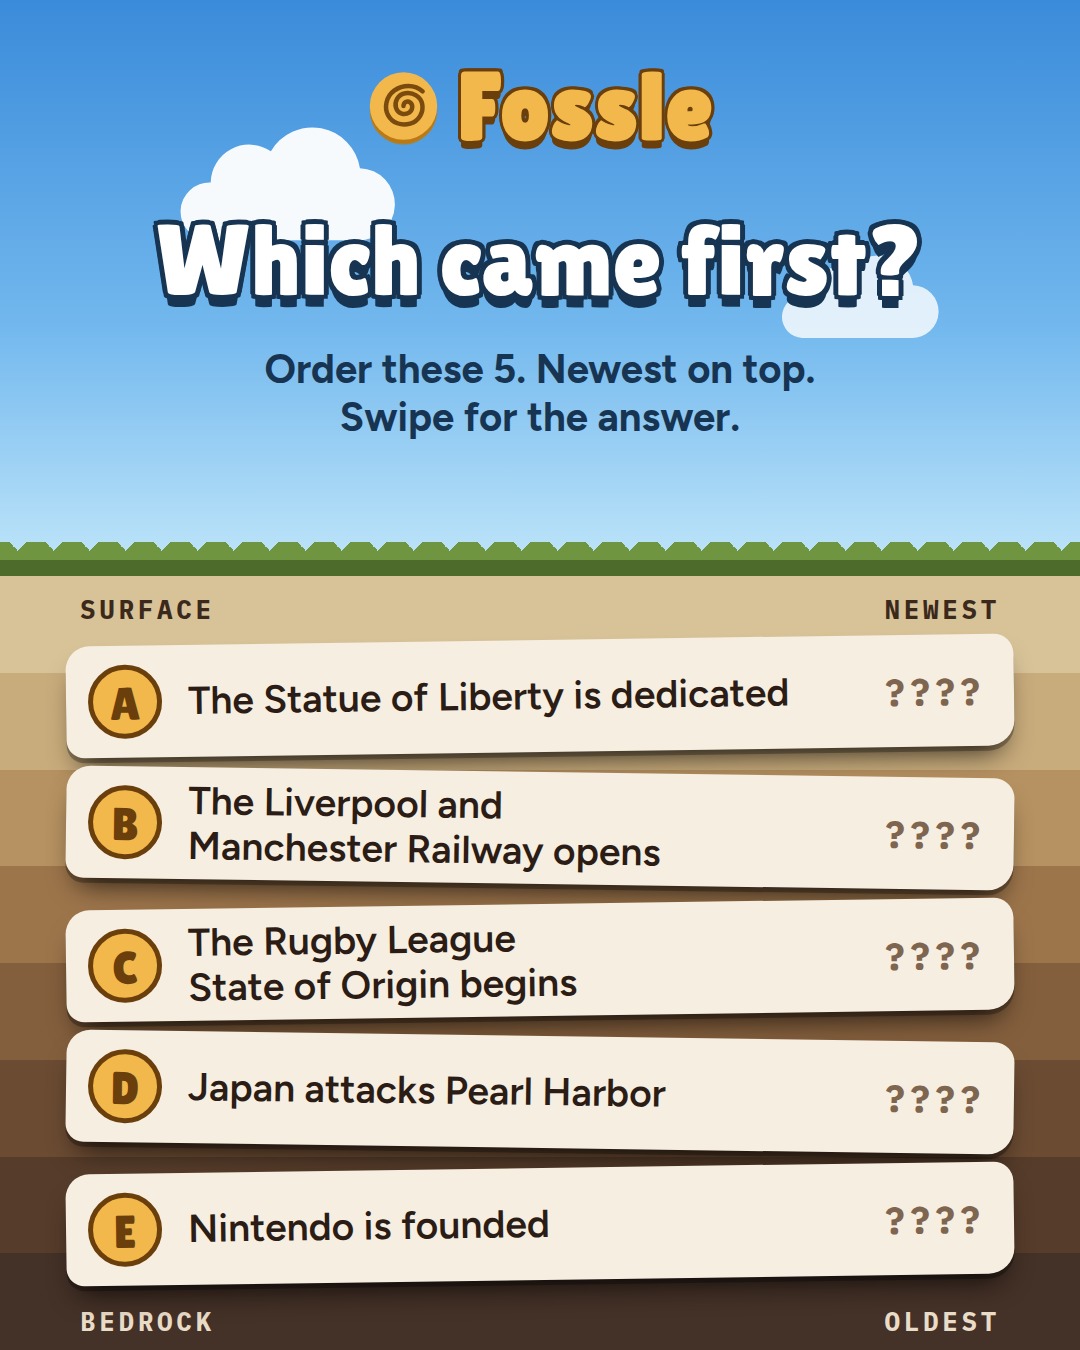 Fossle
Which came first?
Order these 5. Newest on top.
Swipe for the answer.
SURFACE NEWEST
A The Statue of Liberty is dedicated ????
B The Liverpool and
Manchester Railway opens ????
C The Rugby League
State of Origin begins ????
D Japan attacks Pearl Harbor ????
E Nintendo is founded ????
BEDROCK OLDEST